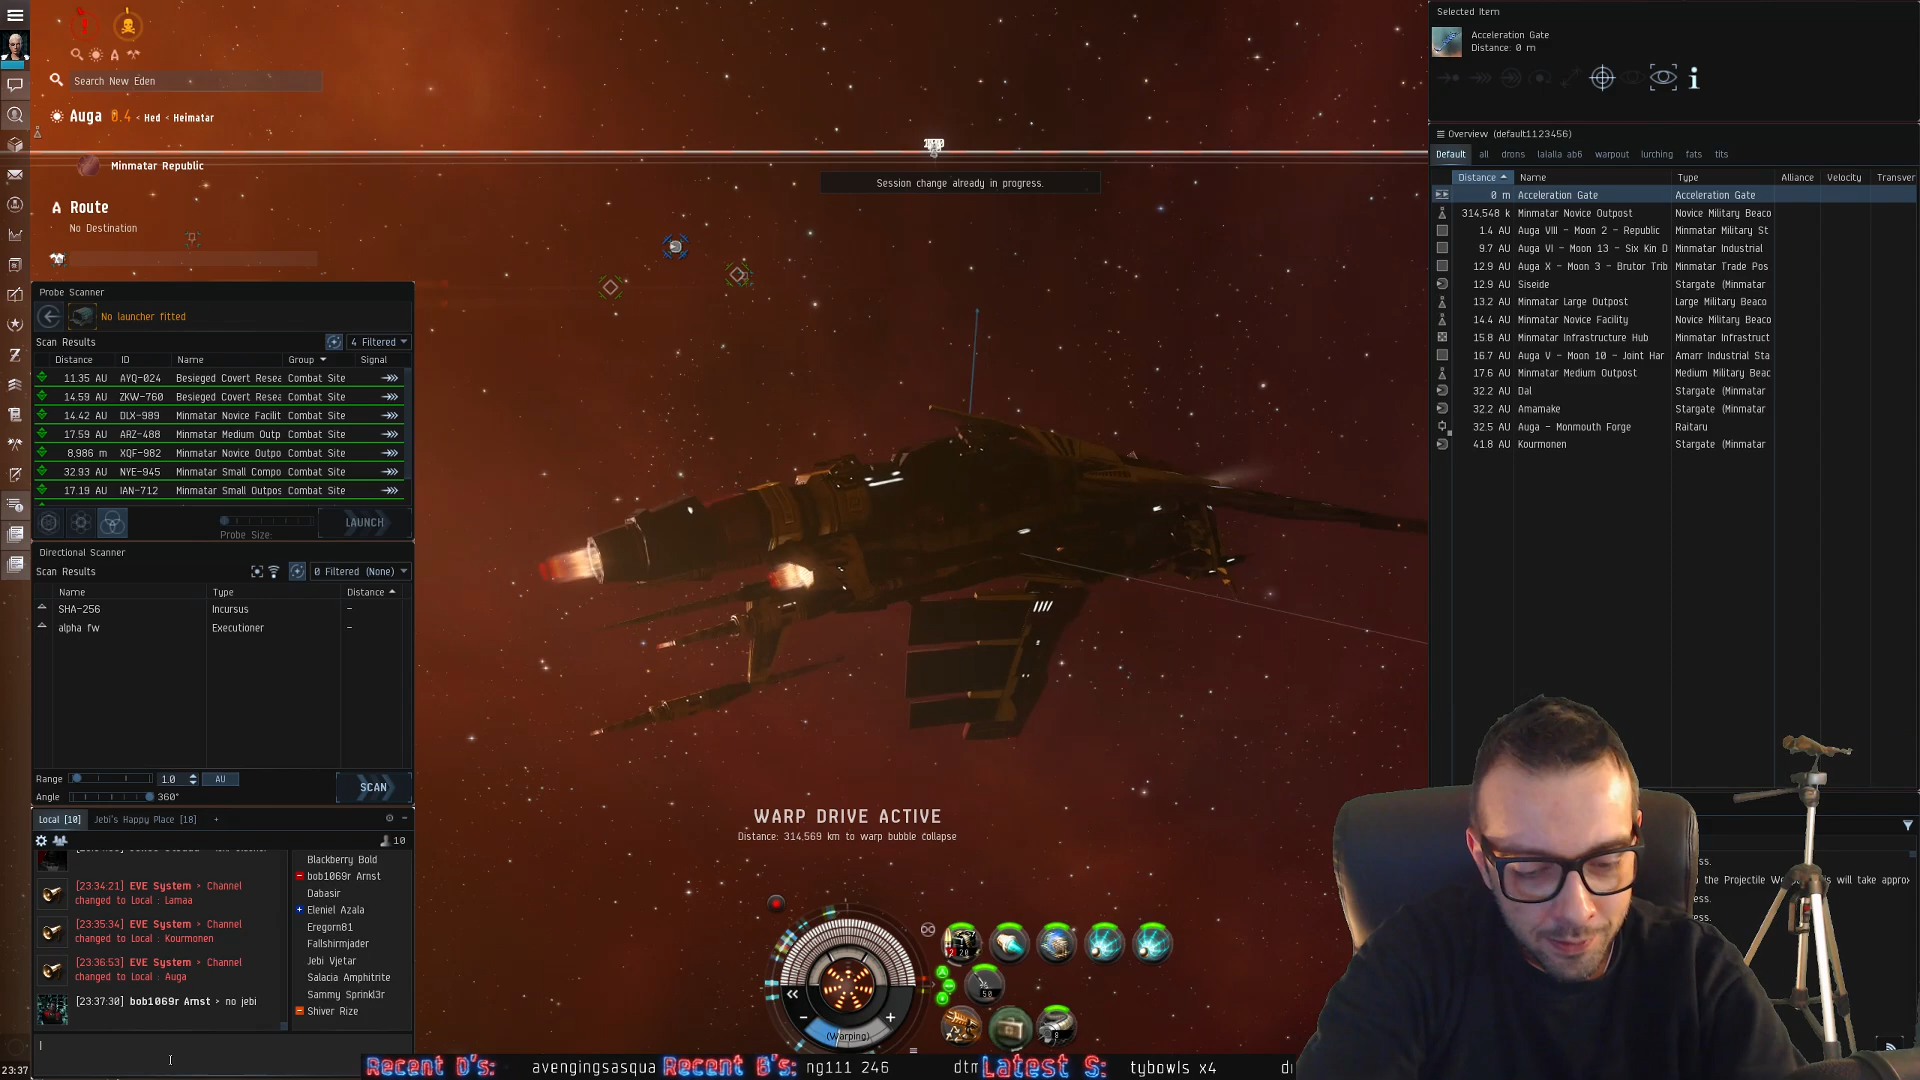 Search New Eden
Auga 0.4 < Hed < Heimatar
Minmatar Republic
Route
No Destination
Session change already in progress.
Probe Scanner
No launcher fitted
Scan Results
4 Filtered
Distance ID Name Group Signal
11.35 AU AYQ-024 Besieged Covert Resea Combat Site
14.59 AU ZKW-760 Besieged Covert Resea Combat Site
14.42 AU DLX-989 Minmatar Novice Facilit Combat Site
17.59 AU ARZ-488 Minmatar Medium Outp Combat Site
8,986 m XQF-982 Minmatar Novice Outpo Combat Site
32.93 AU NYE-945 Minmatar Small Compo Combat Site
17.19 AU IAN-712 Minmatar Small Outpos Combat Site
Probe Size:
LAUNCH
Directional Scanner
Scan Results
0 Filtered (None)
Name Type Distance
SHA-256 Incursus –
alpha fw Executioner –
Range 1.0 AU
Angle 360°
SCAN
Local [10] Jebi's Happy Place [18] +
10
[23:34:21] EVE System > Channel
changed to Local : Lamaa
[23:35:34] EVE System > Channel
changed to Local : Kourmonen
[23:36:53] EVE System > Channel
changed to Local : Auga
[23:37:30] bob1069r Arnst > no jebi
Blackberry Bold
bob1069r Arnst
Dabasir
Eleniel Azala
Eregorn81
Fallshirmjader
Jebi Vjetar
Salacia Amphitrite
Sammy Sprinkl3r
Shiver Rize
23:37
WARP DRIVE ACTIVE
Distance: 314,569 km to warp bubble collapse
(Warping)
50
8
Recent D's: avengingsasqua Recent B's: ng111 246 dtm Latest S: tybowls x4
Selected Item
Acceleration Gate
Distance: 0 m
Overview (default1123456)
Default all drons lalalla ab6 warpout lurching fats tits
Distance Name Type Alliance Velocity Transver
0 m Acceleration Gate Acceleration Gate
314,548 k Minmatar Novice Outpost Novice Military Beaco
1.4 AU Auga VIII - Moon 2 - Republic Minmatar Military St
9.7 AU Auga VI - Moon 13 - Six Kin D Minmatar Industrial
12.9 AU Auga X - Moon 3 - Brutor Trib Minmatar Trade Pos
12.9 AU Siseide Stargate (Minmatar
13.2 AU Minmatar Large Outpost Large Military Beaco
14.4 AU Minmatar Novice Facility Novice Military Beaco
15.8 AU Minmatar Infrastructure Hub Minmatar Infrastruct
16.7 AU Auga V - Moon 10 - Joint Har Amarr Industrial Sta
17.6 AU Minmatar Medium Outpost Medium Military Beac
32.2 AU Dal Stargate (Minmatar
32.2 AU Amamake Stargate (Minmatar
32.5 AU Auga - Monmouth Forge Raitaru
41.8 AU Kourmonen Stargate (Minmatar
ss.
the Projectile We is will take appro
ess.
ess.